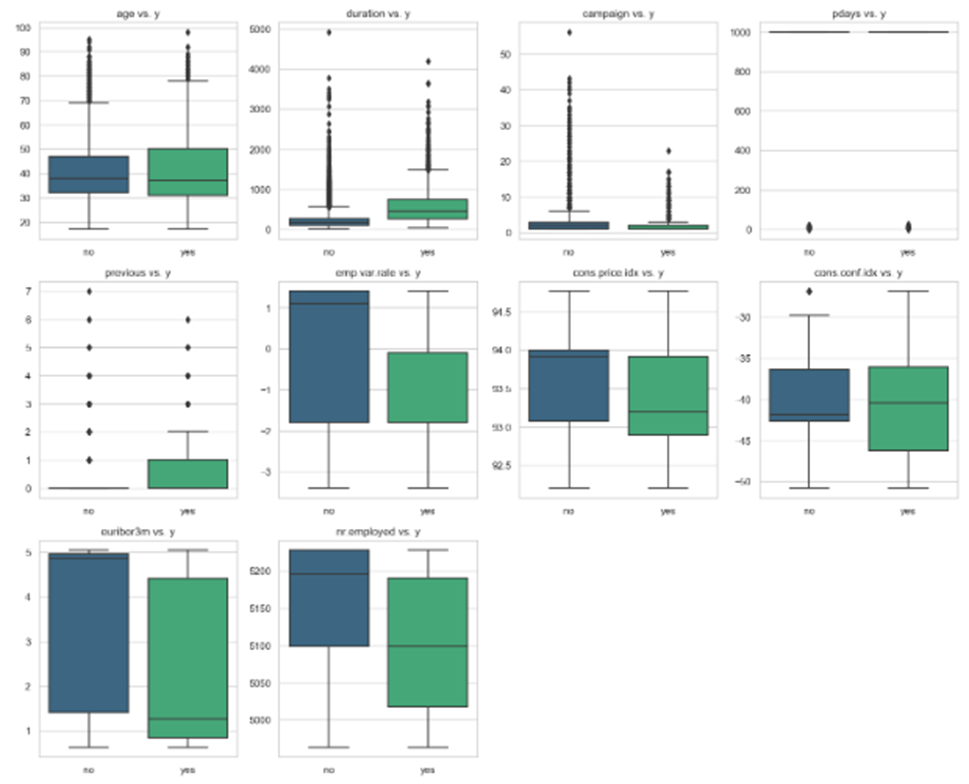 age vs. y
duration vs. y
campaign vs. y
pdays vs. y
100
90
80
70
60
50
40
30
20
no
yes
5000
4000
3000
2000
1000
0
no
yes
50
40
30
20
10
0
no
yes
1000
800
600
400
200
0
no
yes
previous vs. y
emp.var.rate vs. y
cons.price.idx vs. y
cons.conf.idx vs. y
7
6
5
4
3
2
1
0
no
yes
1
0
−1
−2
−3
no
yes
94.5
94.0
93.5
93.0
92.5
no
yes
−30
−35
−40
−45
−50
no
yes
euribor3m vs. y
nr.employed vs. y
5
4
3
2
1
no
yes
5200
5150
5100
5050
5000
no
yes